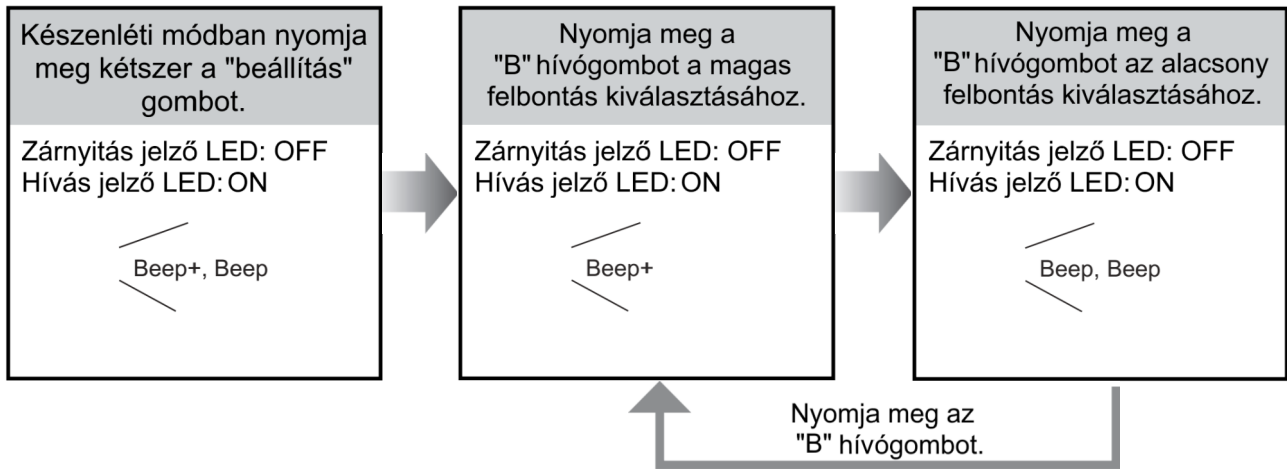 Készenléti módban nyomja
meg kétszer a "beállítás"
gombot.
Zárnyitás jelző LED: OFF
Hívás jelző LED: ON
Beep+, Beep
Nyomja meg a
"B" hívógombot a magas
felbontás kiválasztásához.
Zárnyitás jelző LED: OFF
Hívás jelző LED: ON
Beep+
Nyomja meg a
"B" hívógombot az alacsony
felbontás kiválasztásához.
Zárnyitás jelző LED: OFF
Hívás jelző LED: ON
Beep, Beep
Nyomja meg az
"B" hívógombot.